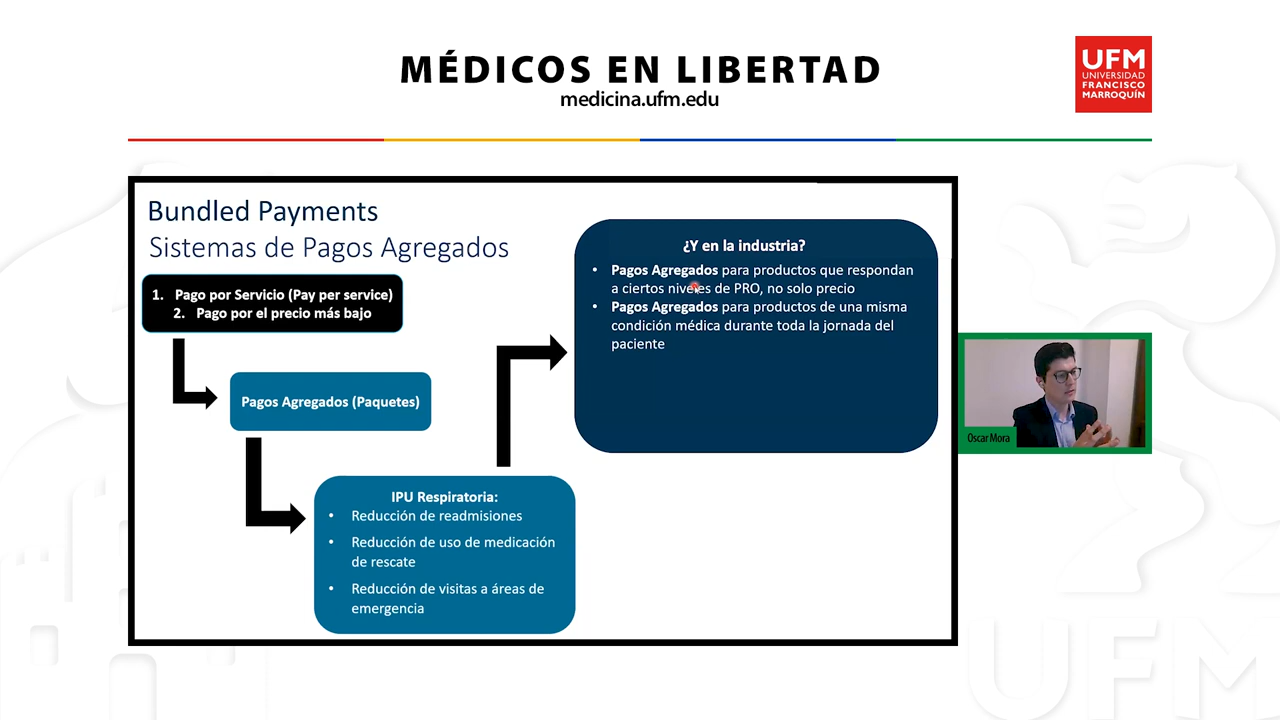 MÉDICOS EN LIBERTAD
medicina.ufm.edu
UFM
UNIVERSIDAD
FRANCISCO
MARROQUÍN
Bundled Payments
Sistemas de Pagos Agregados
1. Pago por Servicio (Pay per service)
2. Pago por el precio más bajo
Pagos Agregados (Paquetes)
IPU Respiratoria:
• Reducción de readmisiones
• Reducción de uso de medicación
de rescate
• Reducción de visitas a áreas de
emergencia
¿Y en la industria?
• Pagos Agregados para productos que respondan
a ciertos niveles de PRO, no solo precio
• Pagos Agregados para productos de una misma
condición médica durante toda la jornada del
paciente
Oscar Mora
UFM